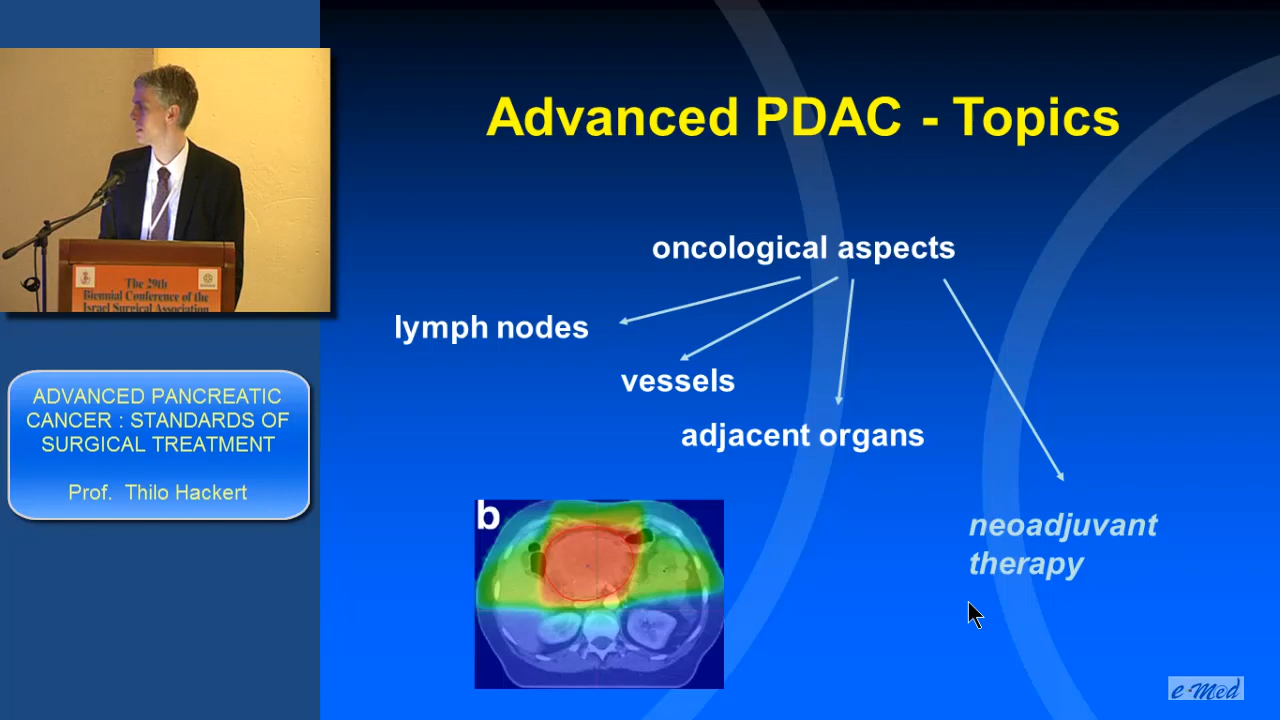 Advanced PDAC - Topics
oncological aspects
lymph nodes
vessels
adjacent organs
neoadjuvant
therapy
b
The 29th
Biennial Conference of the
Israel Surgical Association
ADVANCED PANCREATIC
CANCER : STANDARDS OF
SURGICAL TREATMENT
Prof. Thilo Hackert
e-Med